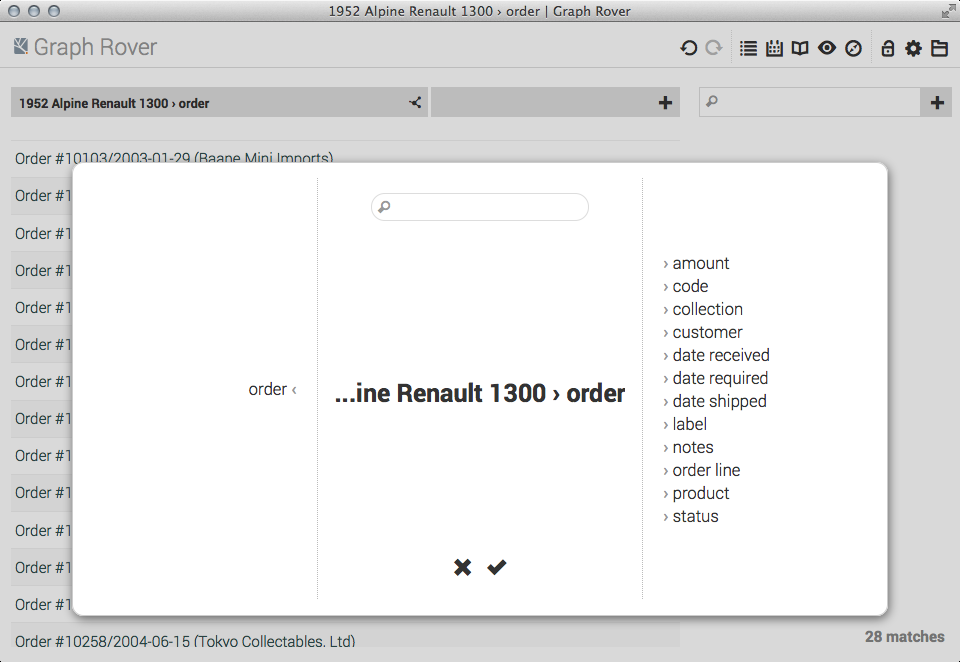 1952 Alpine Renault 1300 › order | Graph Rover
Graph Rover
1952 Alpine Renault 1300 › order
Order #10103/2003-01-29 (Baane Mini Imports)
Order #1
Order #1
Order #1
Order #1
Order #1
Order #1
Order #1
Order #1
Order #1
Order #1
Order #1
Order #1
Order #10258/2004-06-15 (Tokyo Collectables, Ltd)
order ‹
...ine Renault 1300 › order
› amount
› code
› collection
› customer
› date received
› date required
› date shipped
› label
› notes
› order line
› product
› status
28 matches